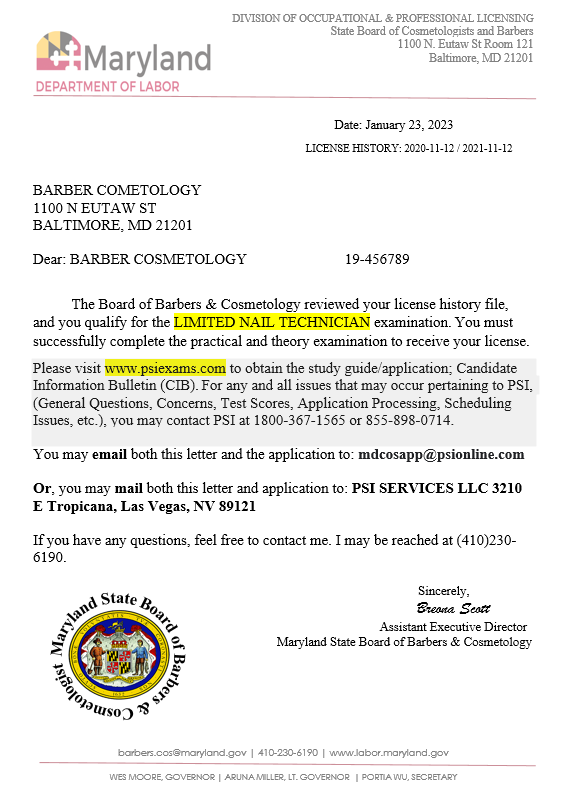 Maryland
DEPARTMENT OF LABOR
DIVISION OF OCCUPATIONAL & PROFESSIONAL LICENSING
State Board of Cosmetologists and Barbers
1100 N. Eutaw St Room 121
Baltimore, MD 21201
Date: January 23, 2023
LICENSE HISTORY: 2020-11-12 / 2021-11-12
BARBER COMETOLOGY
1100 N EUTAW ST
BALTIMORE, MD 21201
Dear: BARBER COSMETOLOGY 19-456789
The Board of Barbers & Cosmetology reviewed your license history file,
and you qualify for the LIMITED NAIL TECHNICIAN examination. You must
successfully complete the practical and theory examination to receive your license.
Please visit www.psiexams.com to obtain the study guide/application; Candidate
Information Bulletin (CIB). For any and all issues that may occur pertaining to PSI,
(General Questions, Concerns, Test Scores, Application Processing, Scheduling
Issues, etc.), you may contact PSI at 1800-367-1565 or 855-898-0714.
You may email both this letter and the application to: mdcosapp@psionline.com
Or, you may mail both this letter and application to: PSI SERVICES LLC 3210
E Tropicana, Las Vegas, NV 89121
If you have any questions, feel free to contact me. I may be reached at (410)230-
6190.
Sincerely,
Breona Scott
Assistant Executive Director
Maryland State Board of Barbers & Cosmetology
Maryland State Board of Barbers & Cosmetologist
barbers.cos@maryland.gov | 410-230-6190 | www.labor.maryland.gov
WES MOORE, GOVERNOR | ARUNA MILLER, LT. GOVERNOR | PORTIA WU, SECRETARY